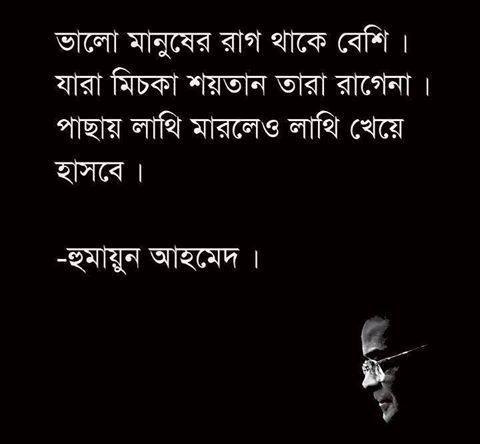 ভালো মানুষের রাগ থাকে বেশি ।
যারা মিচকা শয়তান তারা রাগেনা ।
পাছায় লাথি মারলেও লাথি খেয়ে
হাসবে ।
-হুমায়ুন আহমেদ ।